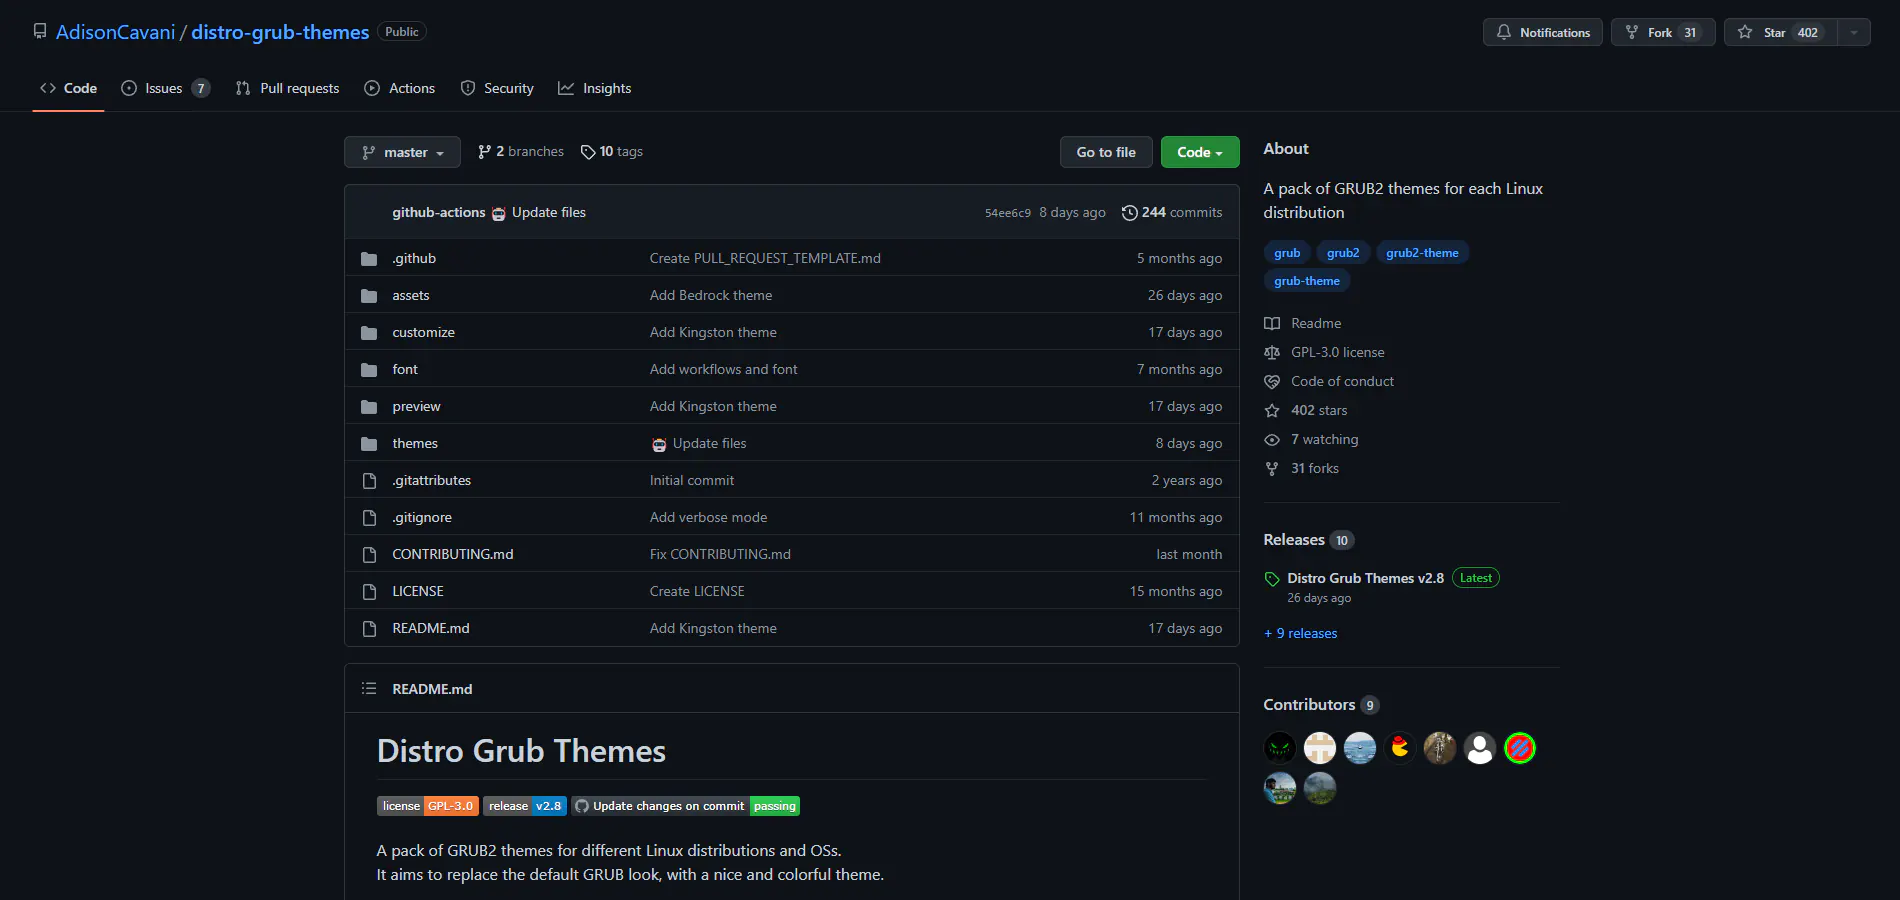 AdisonCavani / distro-grub-themes Public
Notifications Fork 31 Star 402
Code Issues 7 Pull requests Actions Security Insights
master 2 branches 10 tags Go to file Code
github-actions Update files 54ee6c9 8 days ago 244 commits
.github Create PULL_REQUEST_TEMPLATE.md 5 months ago
assets Add Bedrock theme 26 days ago
customize Add Kingston theme 17 days ago
font Add workflows and font 7 months ago
preview Add Kingston theme 17 days ago
themes Update files 8 days ago
.gitattributes Initial commit 2 years ago
.gitignore Add verbose mode 11 months ago
CONTRIBUTING.md Fix CONTRIBUTING.md last month
LICENSE Create LICENSE 15 months ago
README.md Add Kingston theme 17 days ago
README.md
Distro Grub Themes
license GPL-3.0 release v2.8 Update changes on commit passing
A pack of GRUB2 themes for different Linux distributions and OSs.
It aims to replace the default GRUB look, with a nice and colorful theme.
About
A pack of GRUB2 themes for each Linux
distribution
grub grub2 grub2-theme
grub-theme
Readme
GPL-3.0 license
Code of conduct
402 stars
7 watching
31 forks
Releases 10
Distro Grub Themes v2.8 Latest
26 days ago
+ 9 releases
Contributors 9